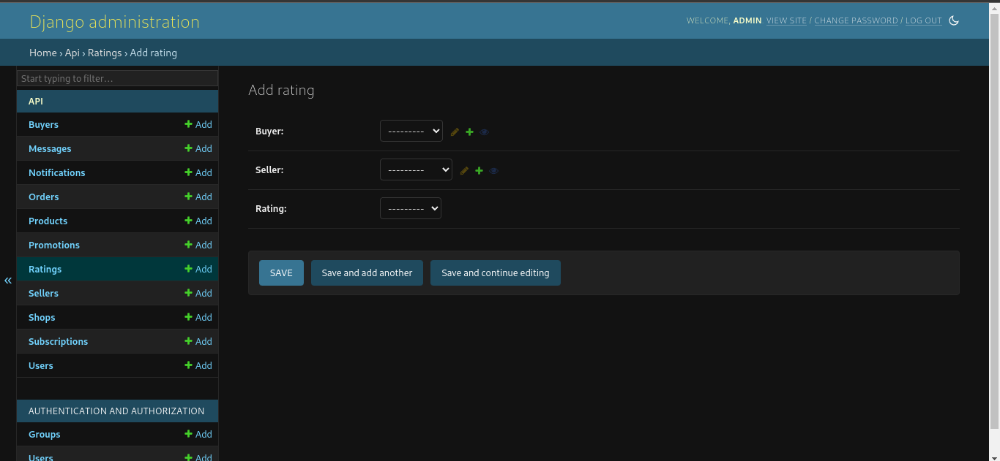 Django administration
WELCOME, ADMIN. VIEW SITE / CHANGE PASSWORD / LOG OUT
Home › Api › Ratings › Add rating
Start typing to filter…
API
Buyers Add
Messages Add
Notifications Add
Orders Add
Products Add
Promotions Add
Ratings Add
Sellers Add
Shops Add
Subscriptions Add
Users Add
AUTHENTICATION AND AUTHORIZATION
Groups Add
Users Add
«
Add rating
Buyer: ---------
Seller: ---------
Rating: ---------
SAVE Save and add another Save and continue editing